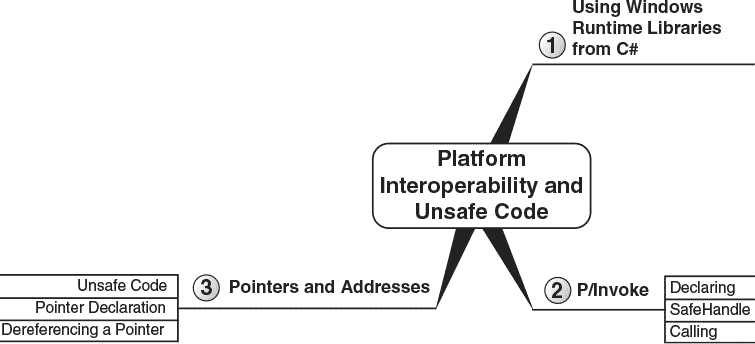 Using Windows
Runtime Libraries
from C#
1
Platform
Interoperability and
Unsafe Code
2 P/Invoke
Declaring
SafeHandle
Calling
3 Pointers and Addresses
Unsafe Code
Pointer Declaration
Dereferencing a Pointer